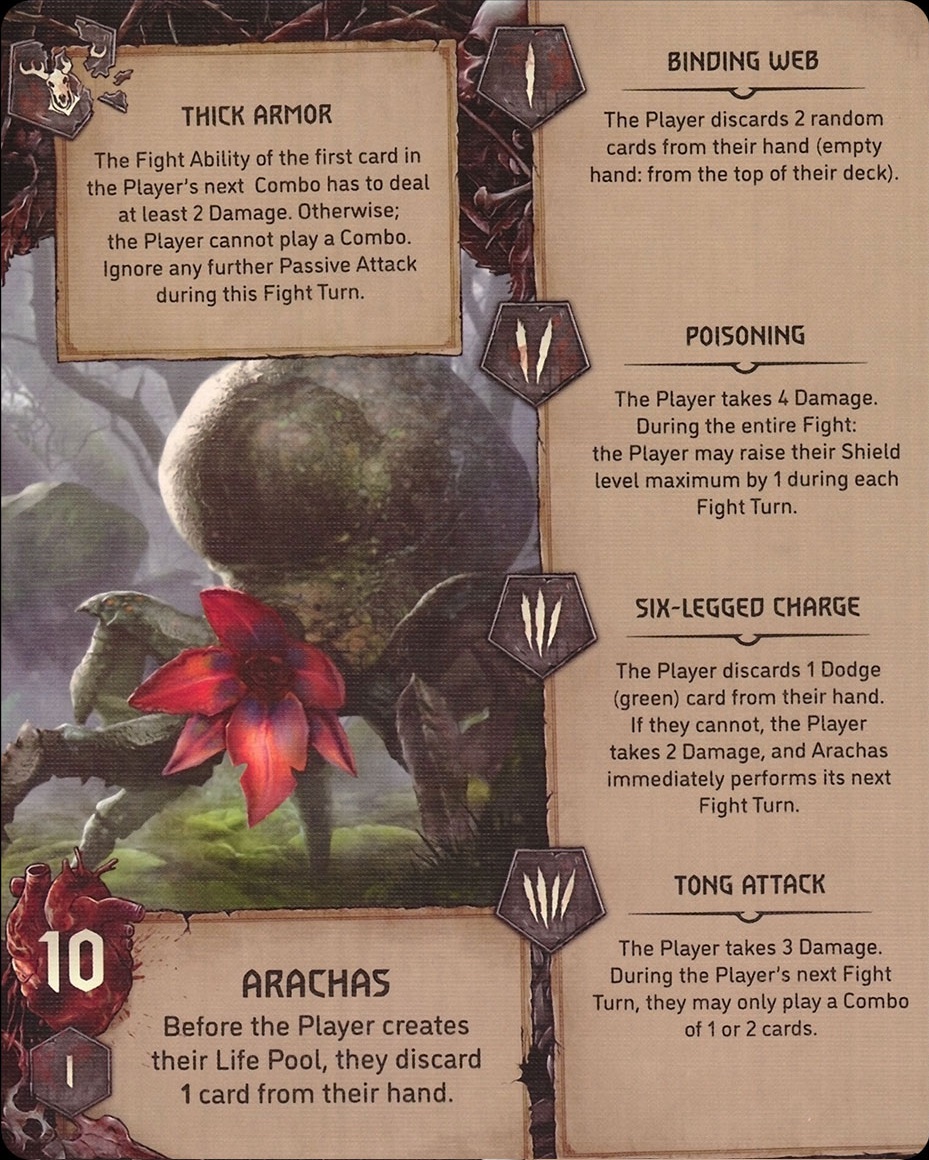 THICK ARMOR
The Fight Ability of the first card in
the Player's next Combo has to deal
at least 2 Damage. Otherwise;
the Player cannot play a Combo.
Ignore any further Passive Attack
during this Fight Turn.
BINDING WEB
The Player discards 2 random
cards from their hand (empty
hand: from the top of their deck).
POISONING
The Player takes 4 Damage.
During the entire Fight:
the Player may raise their Shield
level maximum by 1 during each
Fight Turn.
SIX-LEGGED CHARGE
The Player discards 1 Dodge
(green) card from their hand.
If they cannot, the Player
takes 2 Damage, and Arachas
immediately performs its next
Fight Turn.
TONG ATTACK
The Player takes 3 Damage.
During the Player's next Fight
Turn, they may only play a Combo
of 1 or 2 cards.
10
I
ARACHAS
Before the Player creates
their Life Pool, they discard
1 card from their hand.